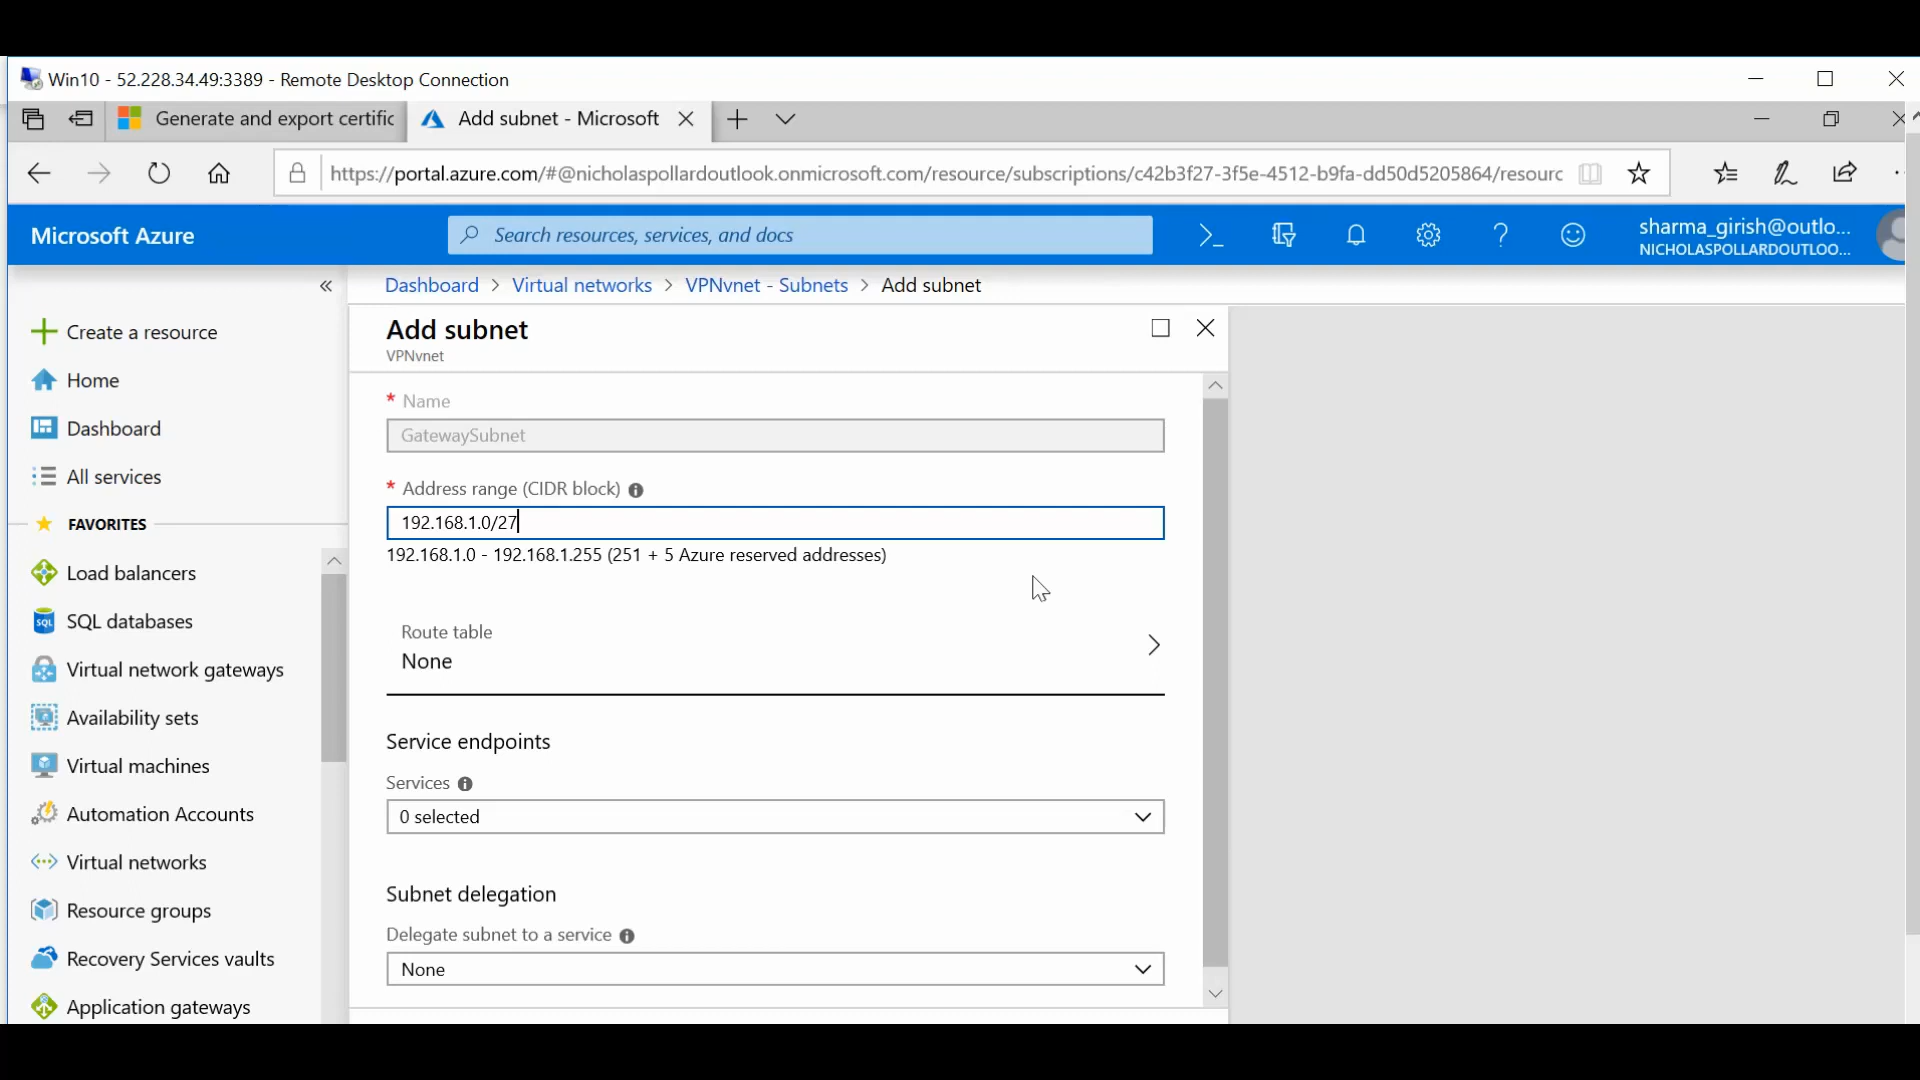 Win10 - 52.228.34.49:3389 - Remote Desktop Connection
Generate and export certific
Add subnet - Microsoft
https://portal.azure.com/#@nicholaspollardoutlook.onmicrosoft.com/resource/subscriptions/c42b3f27-3f5e-4512-b9fa-dd50d5205864/resourc
Microsoft Azure
Search resources, services, and docs
sharma_girish@outlo...
NICHOLASPOLLARDOUTLOO...
Dashboard > Virtual networks > VPNvnet - Subnets > Add subnet
Create a resource
Home
Dashboard
All services
FAVORITES
Load balancers
SQL databases
Virtual network gateways
Availability sets
Virtual machines
Automation Accounts
Virtual networks
Resource groups
Recovery Services vaults
Application gateways
Add subnet
VPNvnet
* Name
GatewaySubnet
* Address range (CIDR block)
192.168.1.0/27
192.168.1.0 - 192.168.1.255 (251 + 5 Azure reserved addresses)
Route table
None
Service endpoints
Services
0 selected
Subnet delegation
Delegate subnet to a service
None